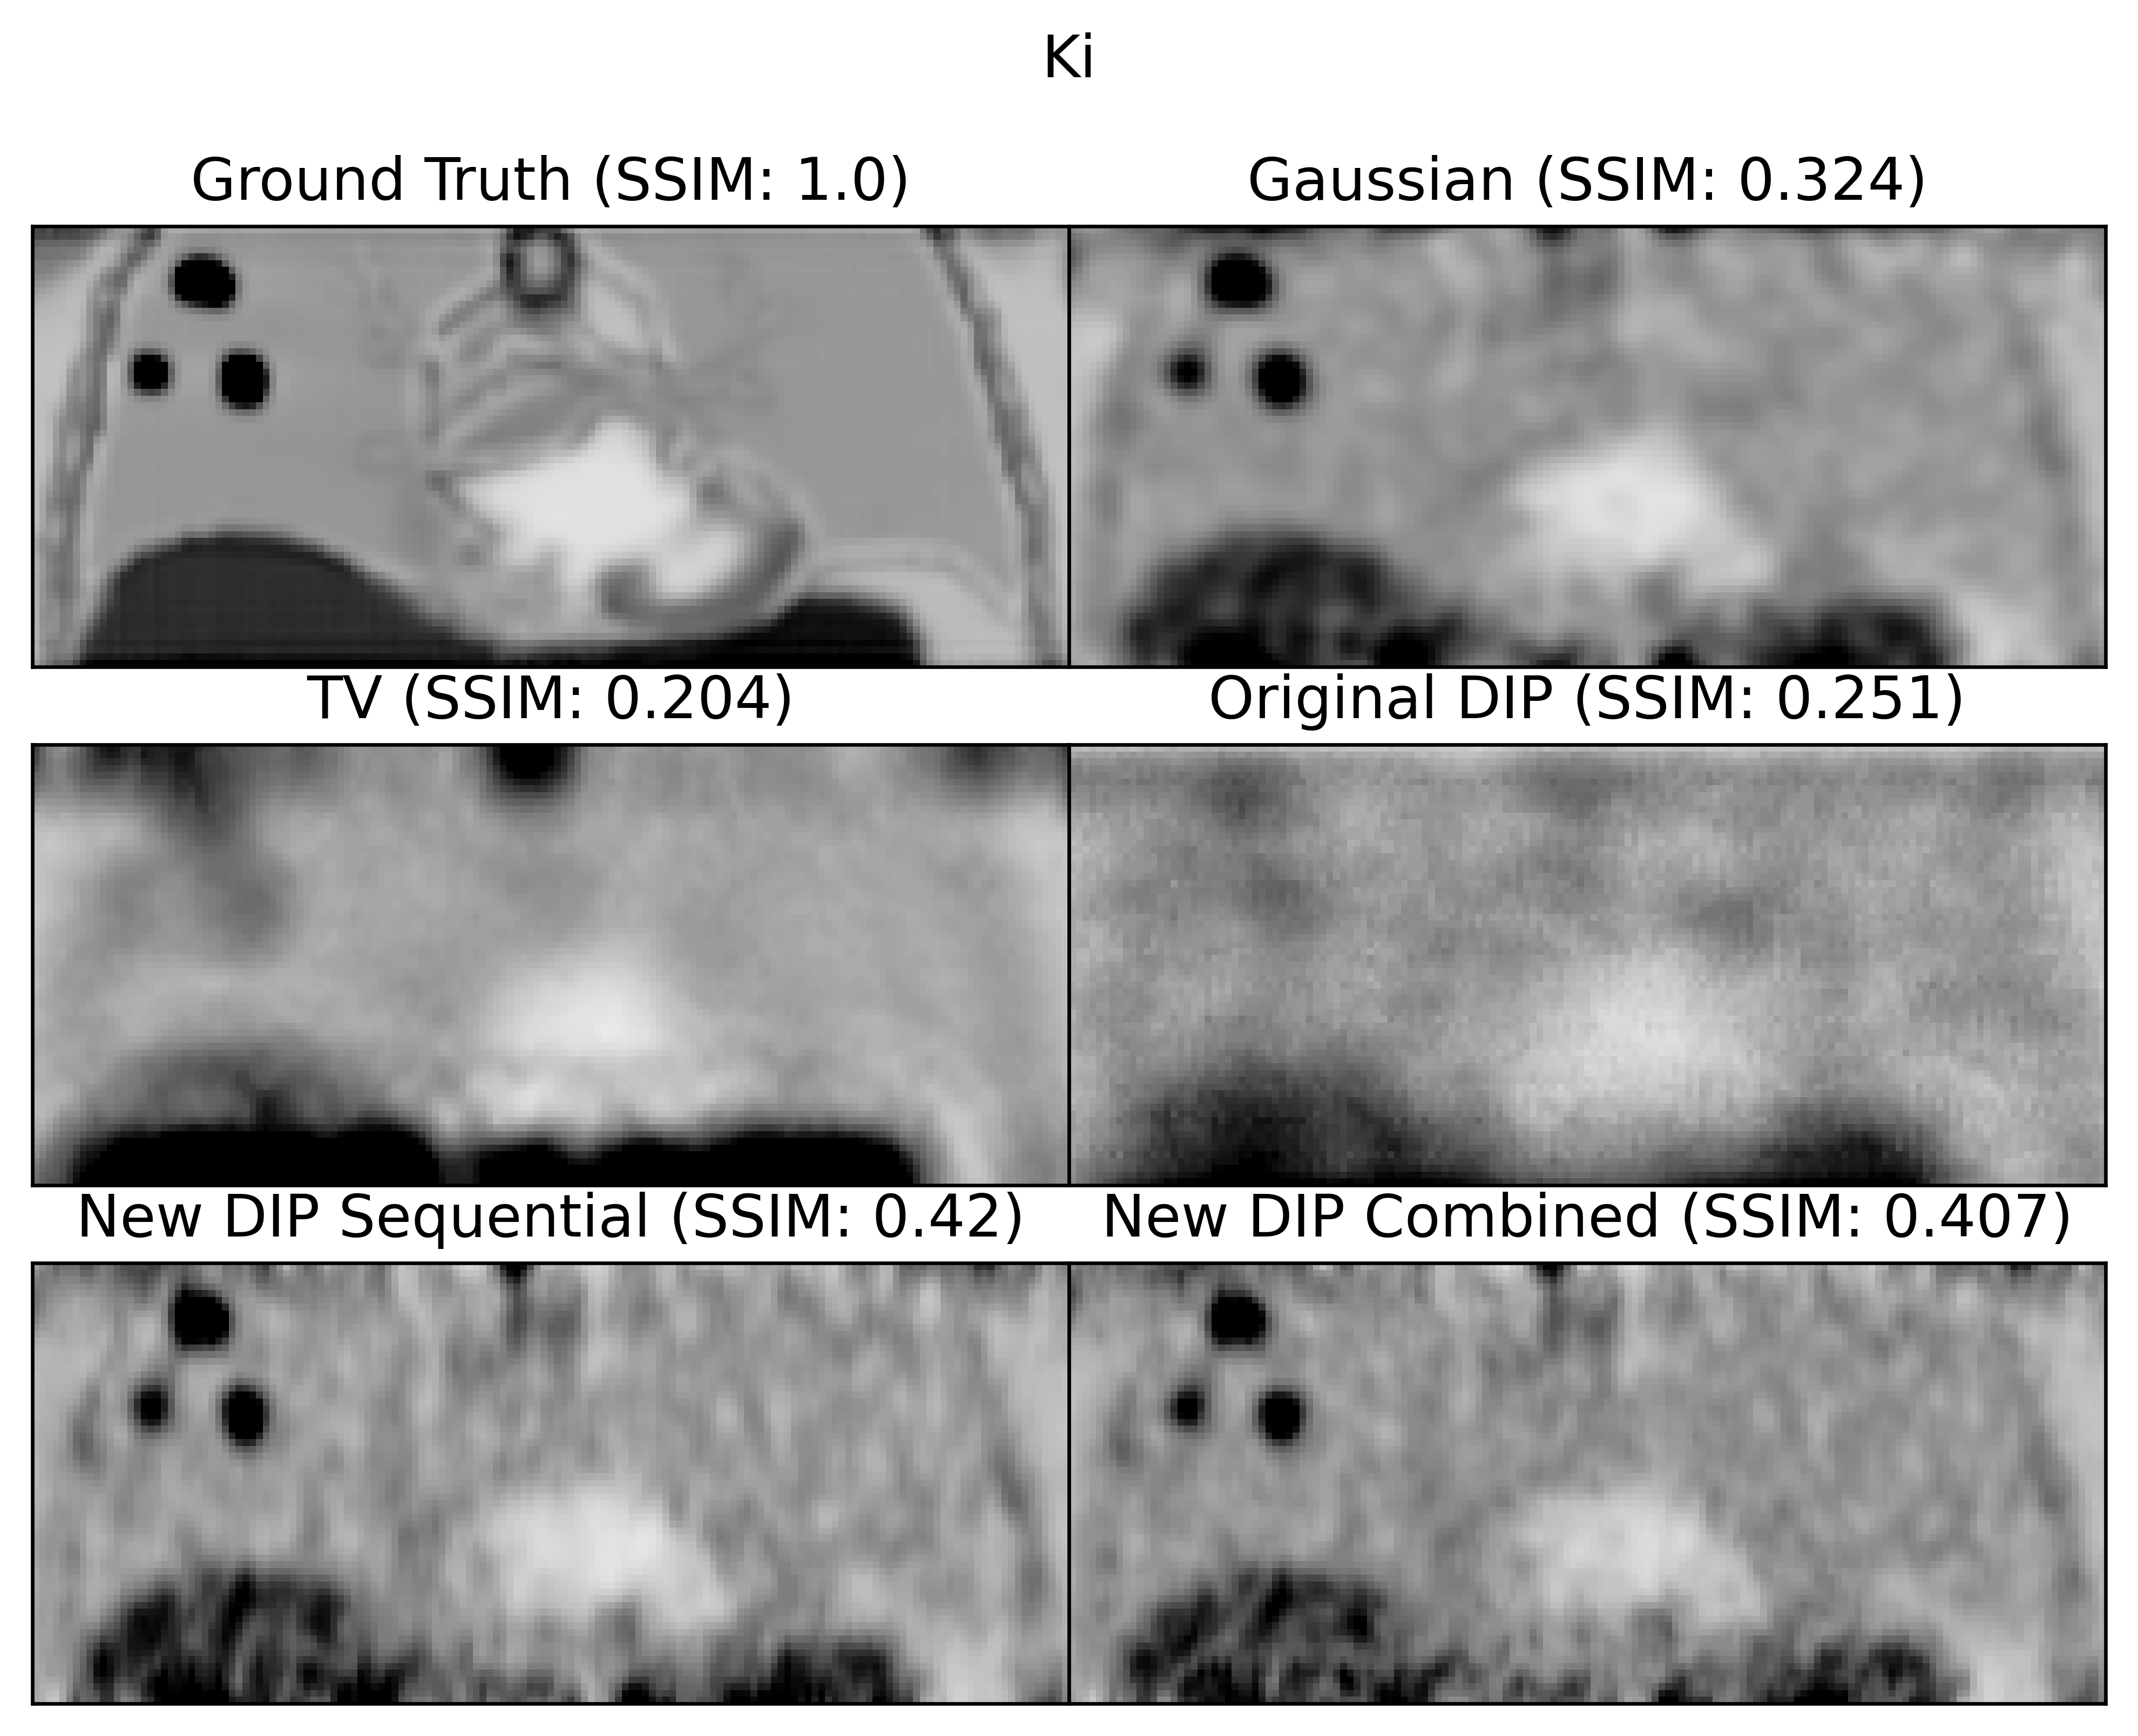 Ki
Ground Truth (SSIM: 1.0)
Gaussian (SSIM: 0.324)
TV (SSIM: 0.204)
Original DIP (SSIM: 0.251)
New DIP Sequential (SSIM: 0.42)
New DIP Combined (SSIM: 0.407)